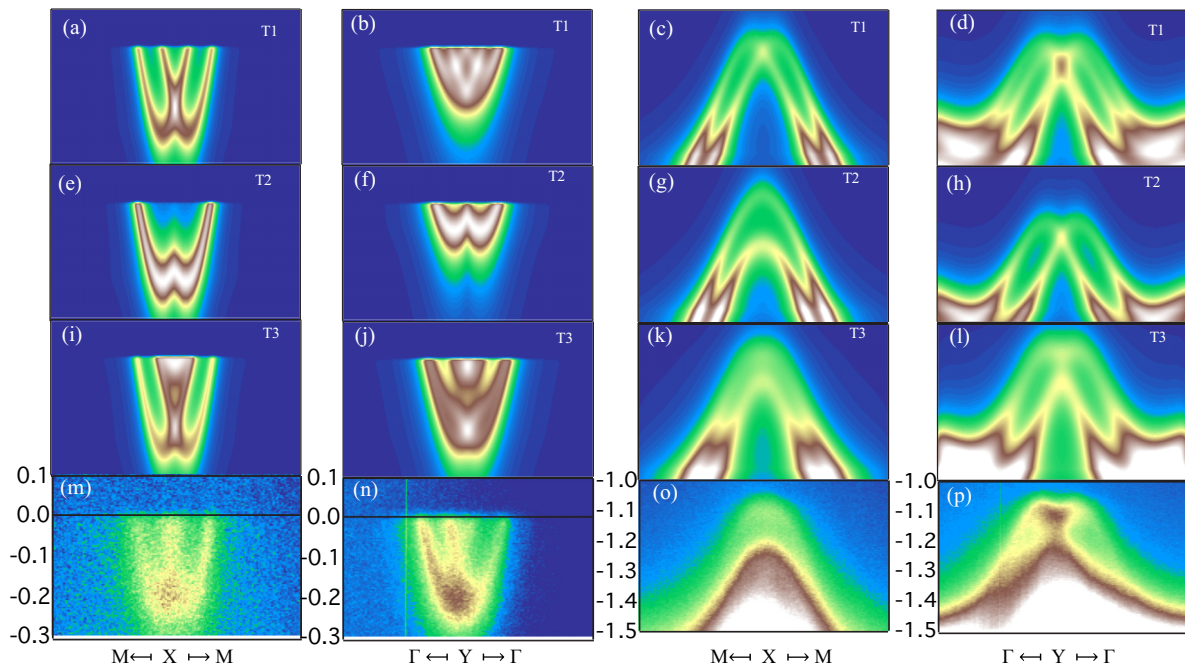 (a) T1 (b) T1 (c) T1 (d) T1
(e) T2 (f) T2 (g) T2 (h) T2
(i) T3 (j) T3 (k) T3 (l) T3
0.1 0.1 -1.0 -1.0
(m) (n) (o) (p)
0.0 0.0 -1.1 -1.1
-0.1 -0.1 -1.2 -1.2
-0.2 -0.2 -1.3 -1.3
-1.4 -1.4
-0.3 -0.3 -1.5 -1.5
M ↤ X ↦ M Γ ↤ Y ↦ Γ M ↤ X ↦ M Γ ↤ Y ↦ Γ